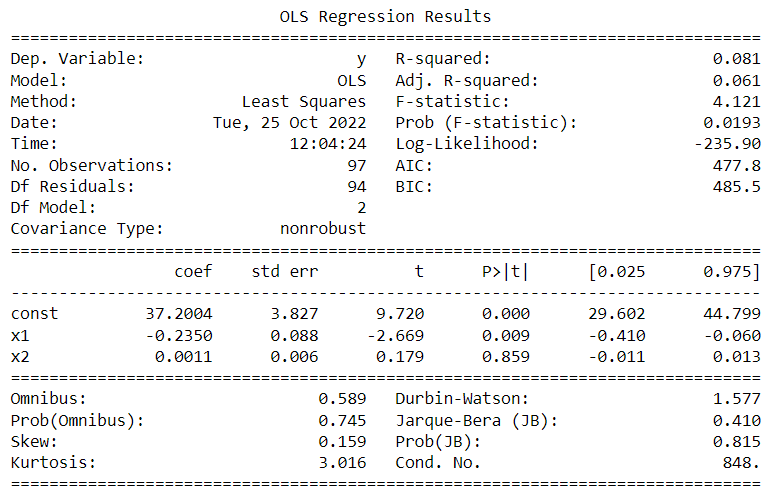 OLS Regression Results
==============================================================================
Dep. Variable: y R-squared: 0.081
Model: OLS Adj. R-squared: 0.061
Method: Least Squares F-statistic: 4.121
Date: Tue, 25 Oct 2022 Prob (F-statistic): 0.0193
Time: 12:04:24 Log-Likelihood: -235.90
No. Observations: 97 AIC: 477.8
Df Residuals: 94 BIC: 485.5
Df Model: 2
Covariance Type: nonrobust
==============================================================================
coef std err t P>|t| [0.025 0.975]
------------------------------------------------------------------------------
const 37.2004 3.827 9.720 0.000 29.602 44.799
x1 -0.2350 0.088 -2.669 0.009 -0.410 -0.060
x2 0.0011 0.006 0.179 0.859 -0.011 0.013
==============================================================================
Omnibus: 0.589 Durbin-Watson: 1.577
Prob(Omnibus): 0.745 Jarque-Bera (JB): 0.410
Skew: 0.159 Prob(JB): 0.815
Kurtosis: 3.016 Cond. No. 848.
==============================================================================